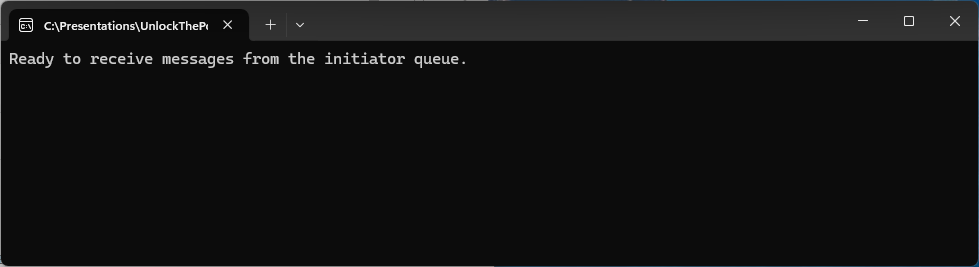 C:\Presentations\UnlockThePo
Ready to receive messages from the initiator queue.